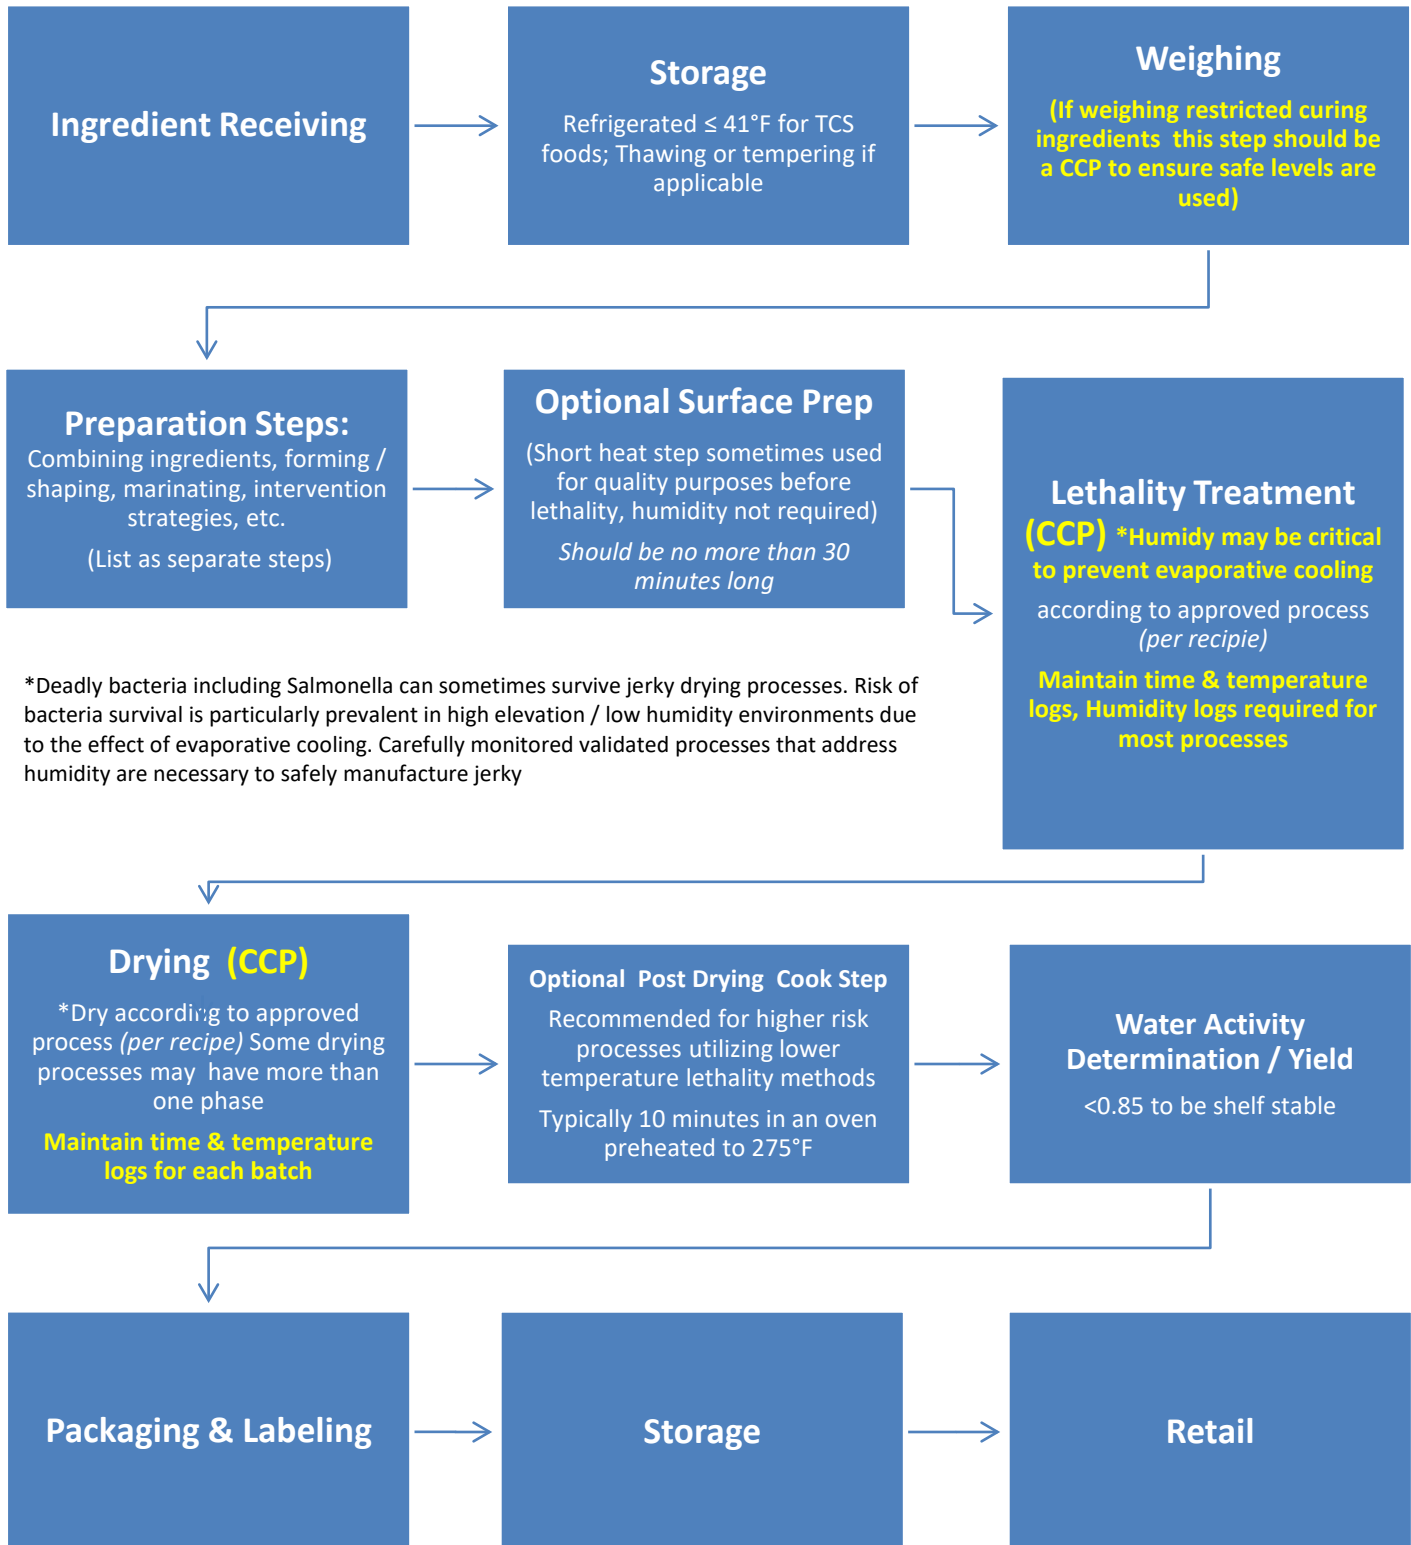 Ingredient Receiving
Storage
Refrigerated ≤ 41°F for TCS
foods; Thawing or tempering if
applicable
Weighing
(If weighing restricted curing
ingredients this step should be
a CCP to ensure safe levels are
used)
Preparation Steps:
Combining ingredients, forming /
shaping, marinating, intervention
strategies, etc.
(List as separate steps)
Optional Surface Prep
(Short heat step sometimes used
for quality purposes before
lethality, humidity not required)
Should be no more than 30
minutes long
Lethality Treatment
(CCP) *Humidy may be critical
to prevent evaporative cooling
according to approved process
(per recipie)
Maintain time & temperature
logs, Humidity logs required for
most processes
*Deadly bacteria including Salmonella can sometimes survive jerky drying processes. Risk of
bacteria survival is particularly prevalent in high elevation / low humidity environments due
to the effect of evaporative cooling. Carefully monitored validated processes that address
humidity are necessary to safely manufacture jerky
Drying (CCP)
*Dry according to approved
process (per recipe) Some drying
processes may have more than
one phase
Maintain time & temperature
logs for each batch
Optional Post Drying Cook Step
Recommended for higher risk
processes utilizing lower
temperature lethality methods
Typically 10 minutes in an oven
preheated to 275°F
Water Activity
Determination / Yield
<0.85 to be shelf stable
Packaging & Labeling
Storage
Retail